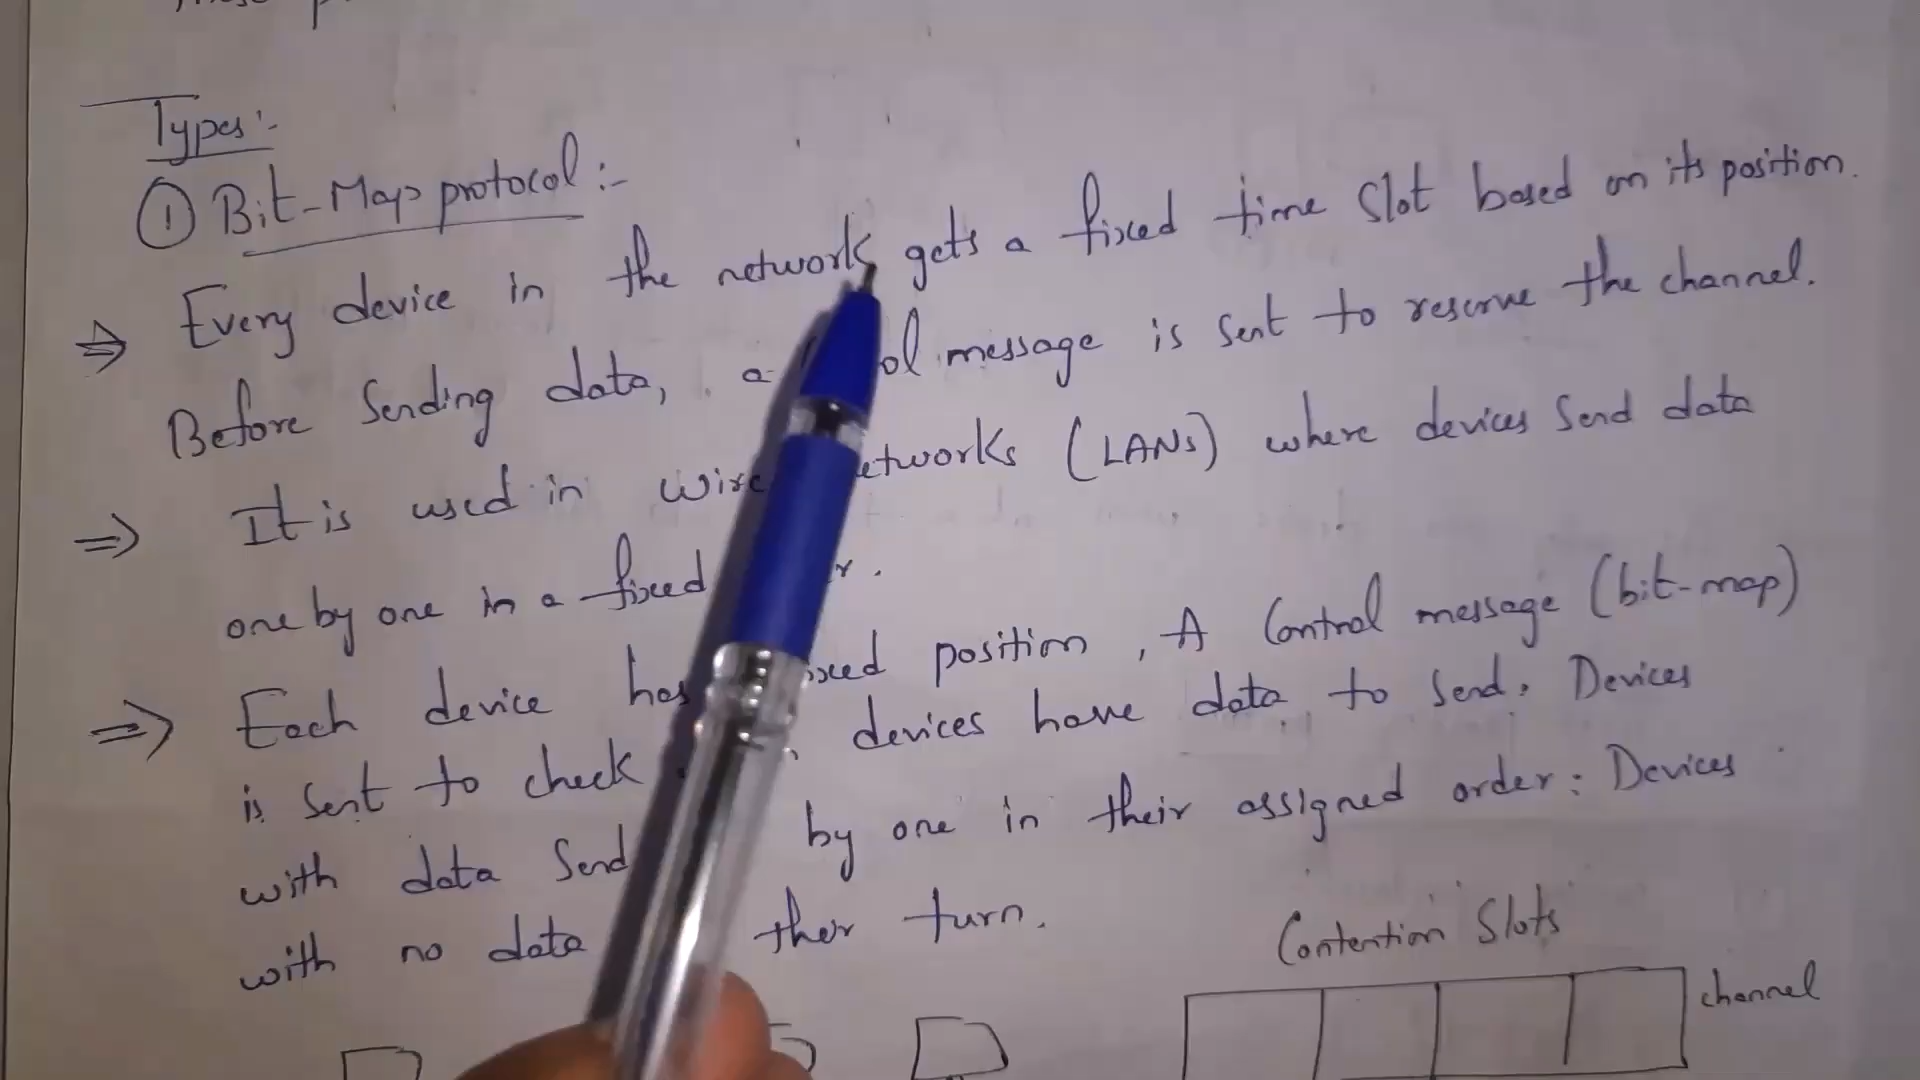 Types:-
① Bit-Map protocol:-
⇒ Every device in the network gets a fixed time slot based on its position.
Before Sending data, a message is sent to reserve the channel.
⇒ It is used in (LANs) where devices Send data
one by one in a fixed
⇒ Each device has position, A Control message (bit-map)
is sent to check devices have data to send. Devices
with data Send by one in their assigned order: Devices
with no data ther turn.
Contention Slots
channel